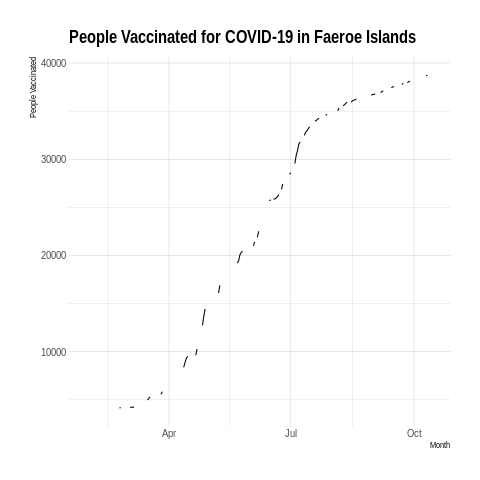 People Vaccinated for COVID-19 in Faeroe Islands
People Vaccinated
40000
30000
20000
10000
Apr Jul Oct
Month